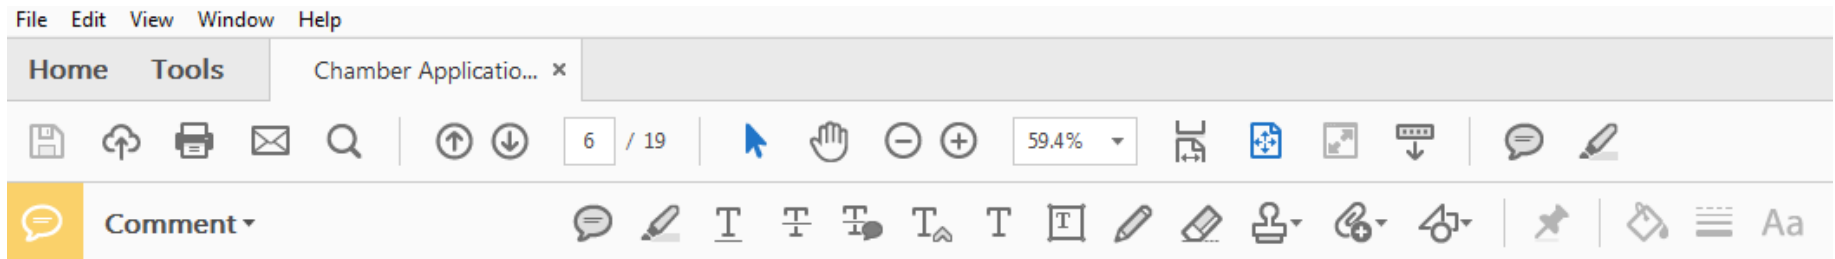 File Edit View Window Help
Home Tools Chamber Applicatio... ×
6 / 19 59.4%
Comment T T T T T T Aa